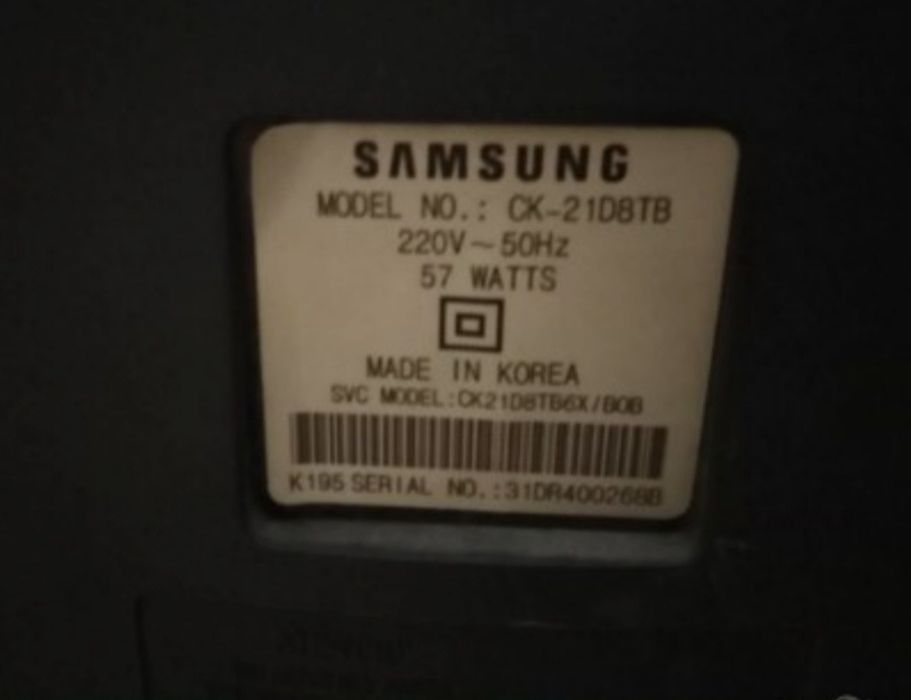 SAMSUNG
MODEL NO.: CK-21D8TB
220V~50Hz
57 WATTS
MADE IN KOREA
SVC MODEL:CK21D8TB6X/BOB
K195 SERIAL NO.:31DR400268B